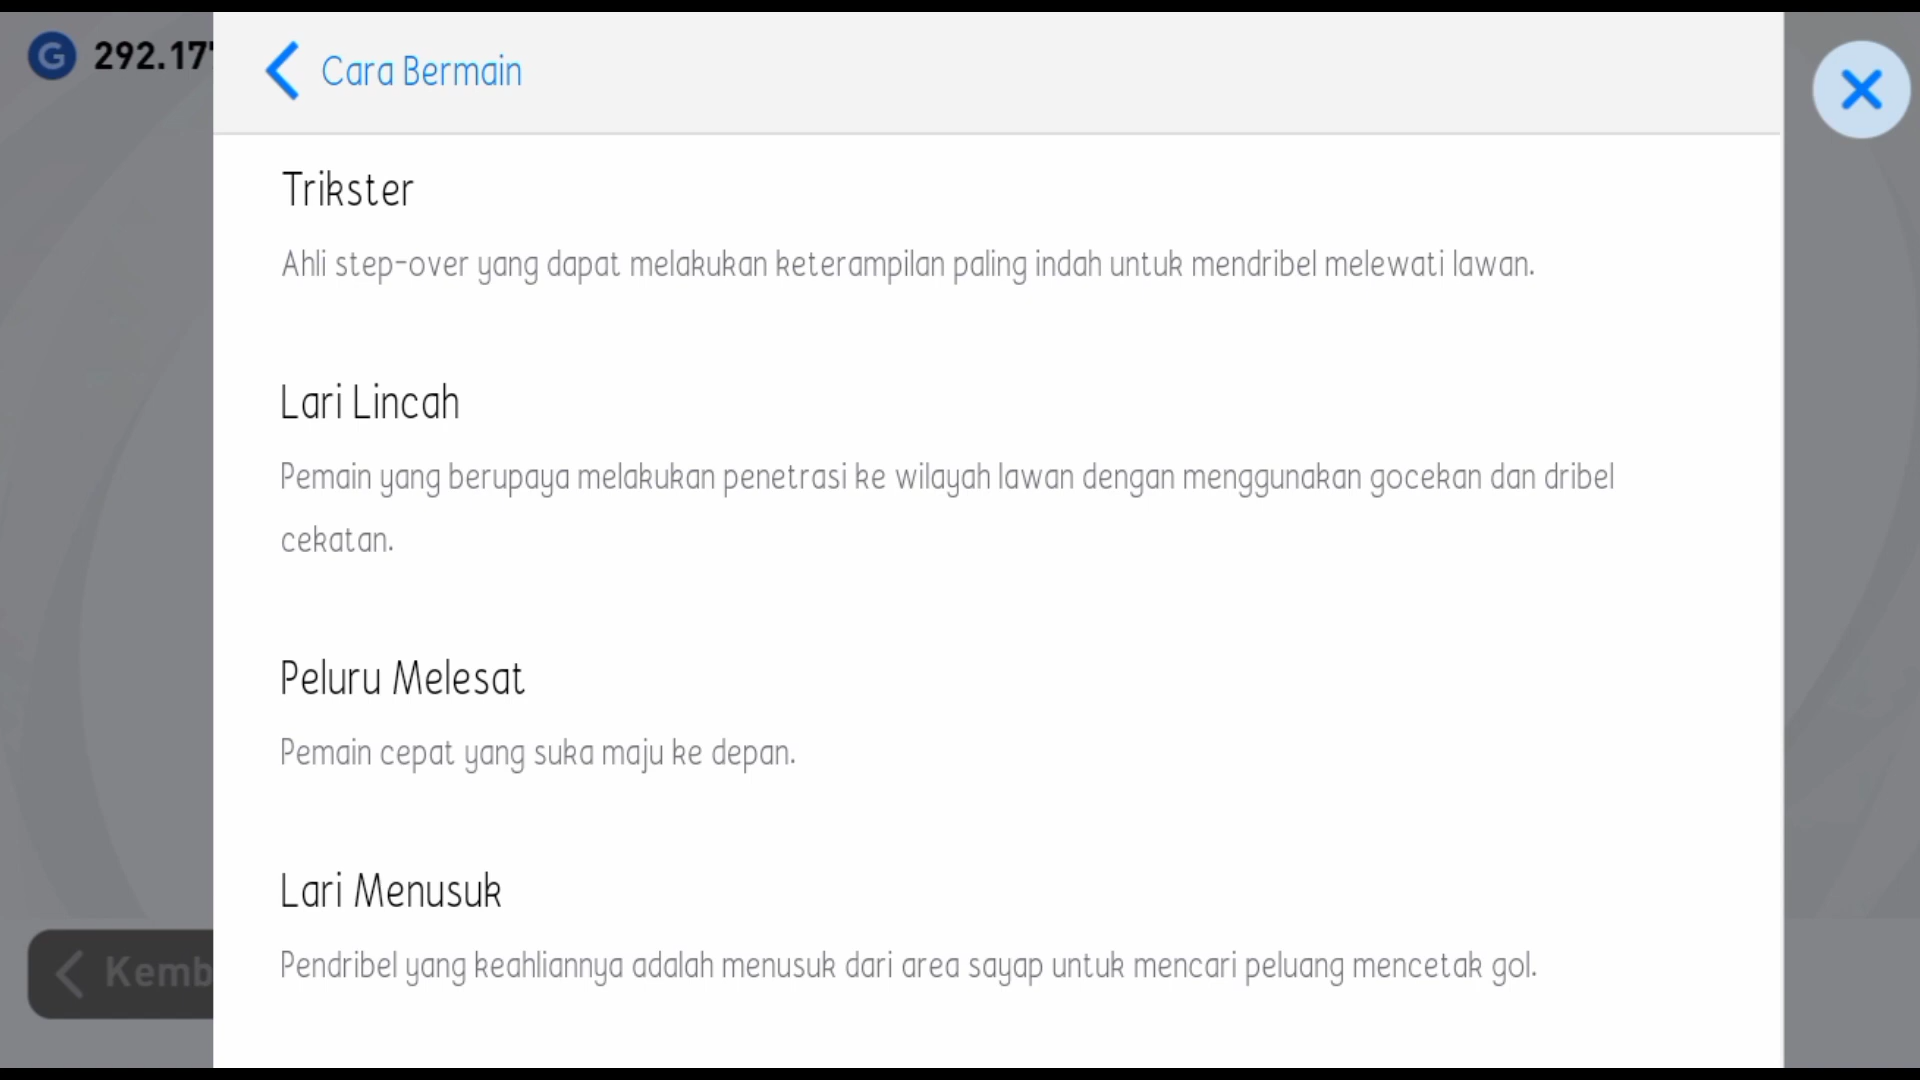 G 292.17
Cara Bermain
Trikster
Ahli step-over yang dapat melakukan keterampilan paling indah untuk mendribel melewati lawan.
Lari Lincah
Pemain yang berupaya melakukan penetrasi ke wilayah lawan dengan menggunakan gocekan dan dribel
cekatan.
Peluru Melesat
Pemain cepat yang suka maju ke depan.
Lari Menusuk
Pendribel yang keahliannya adalah menusuk dari area sayap untuk mencari peluang mencetak gol.
Kemb